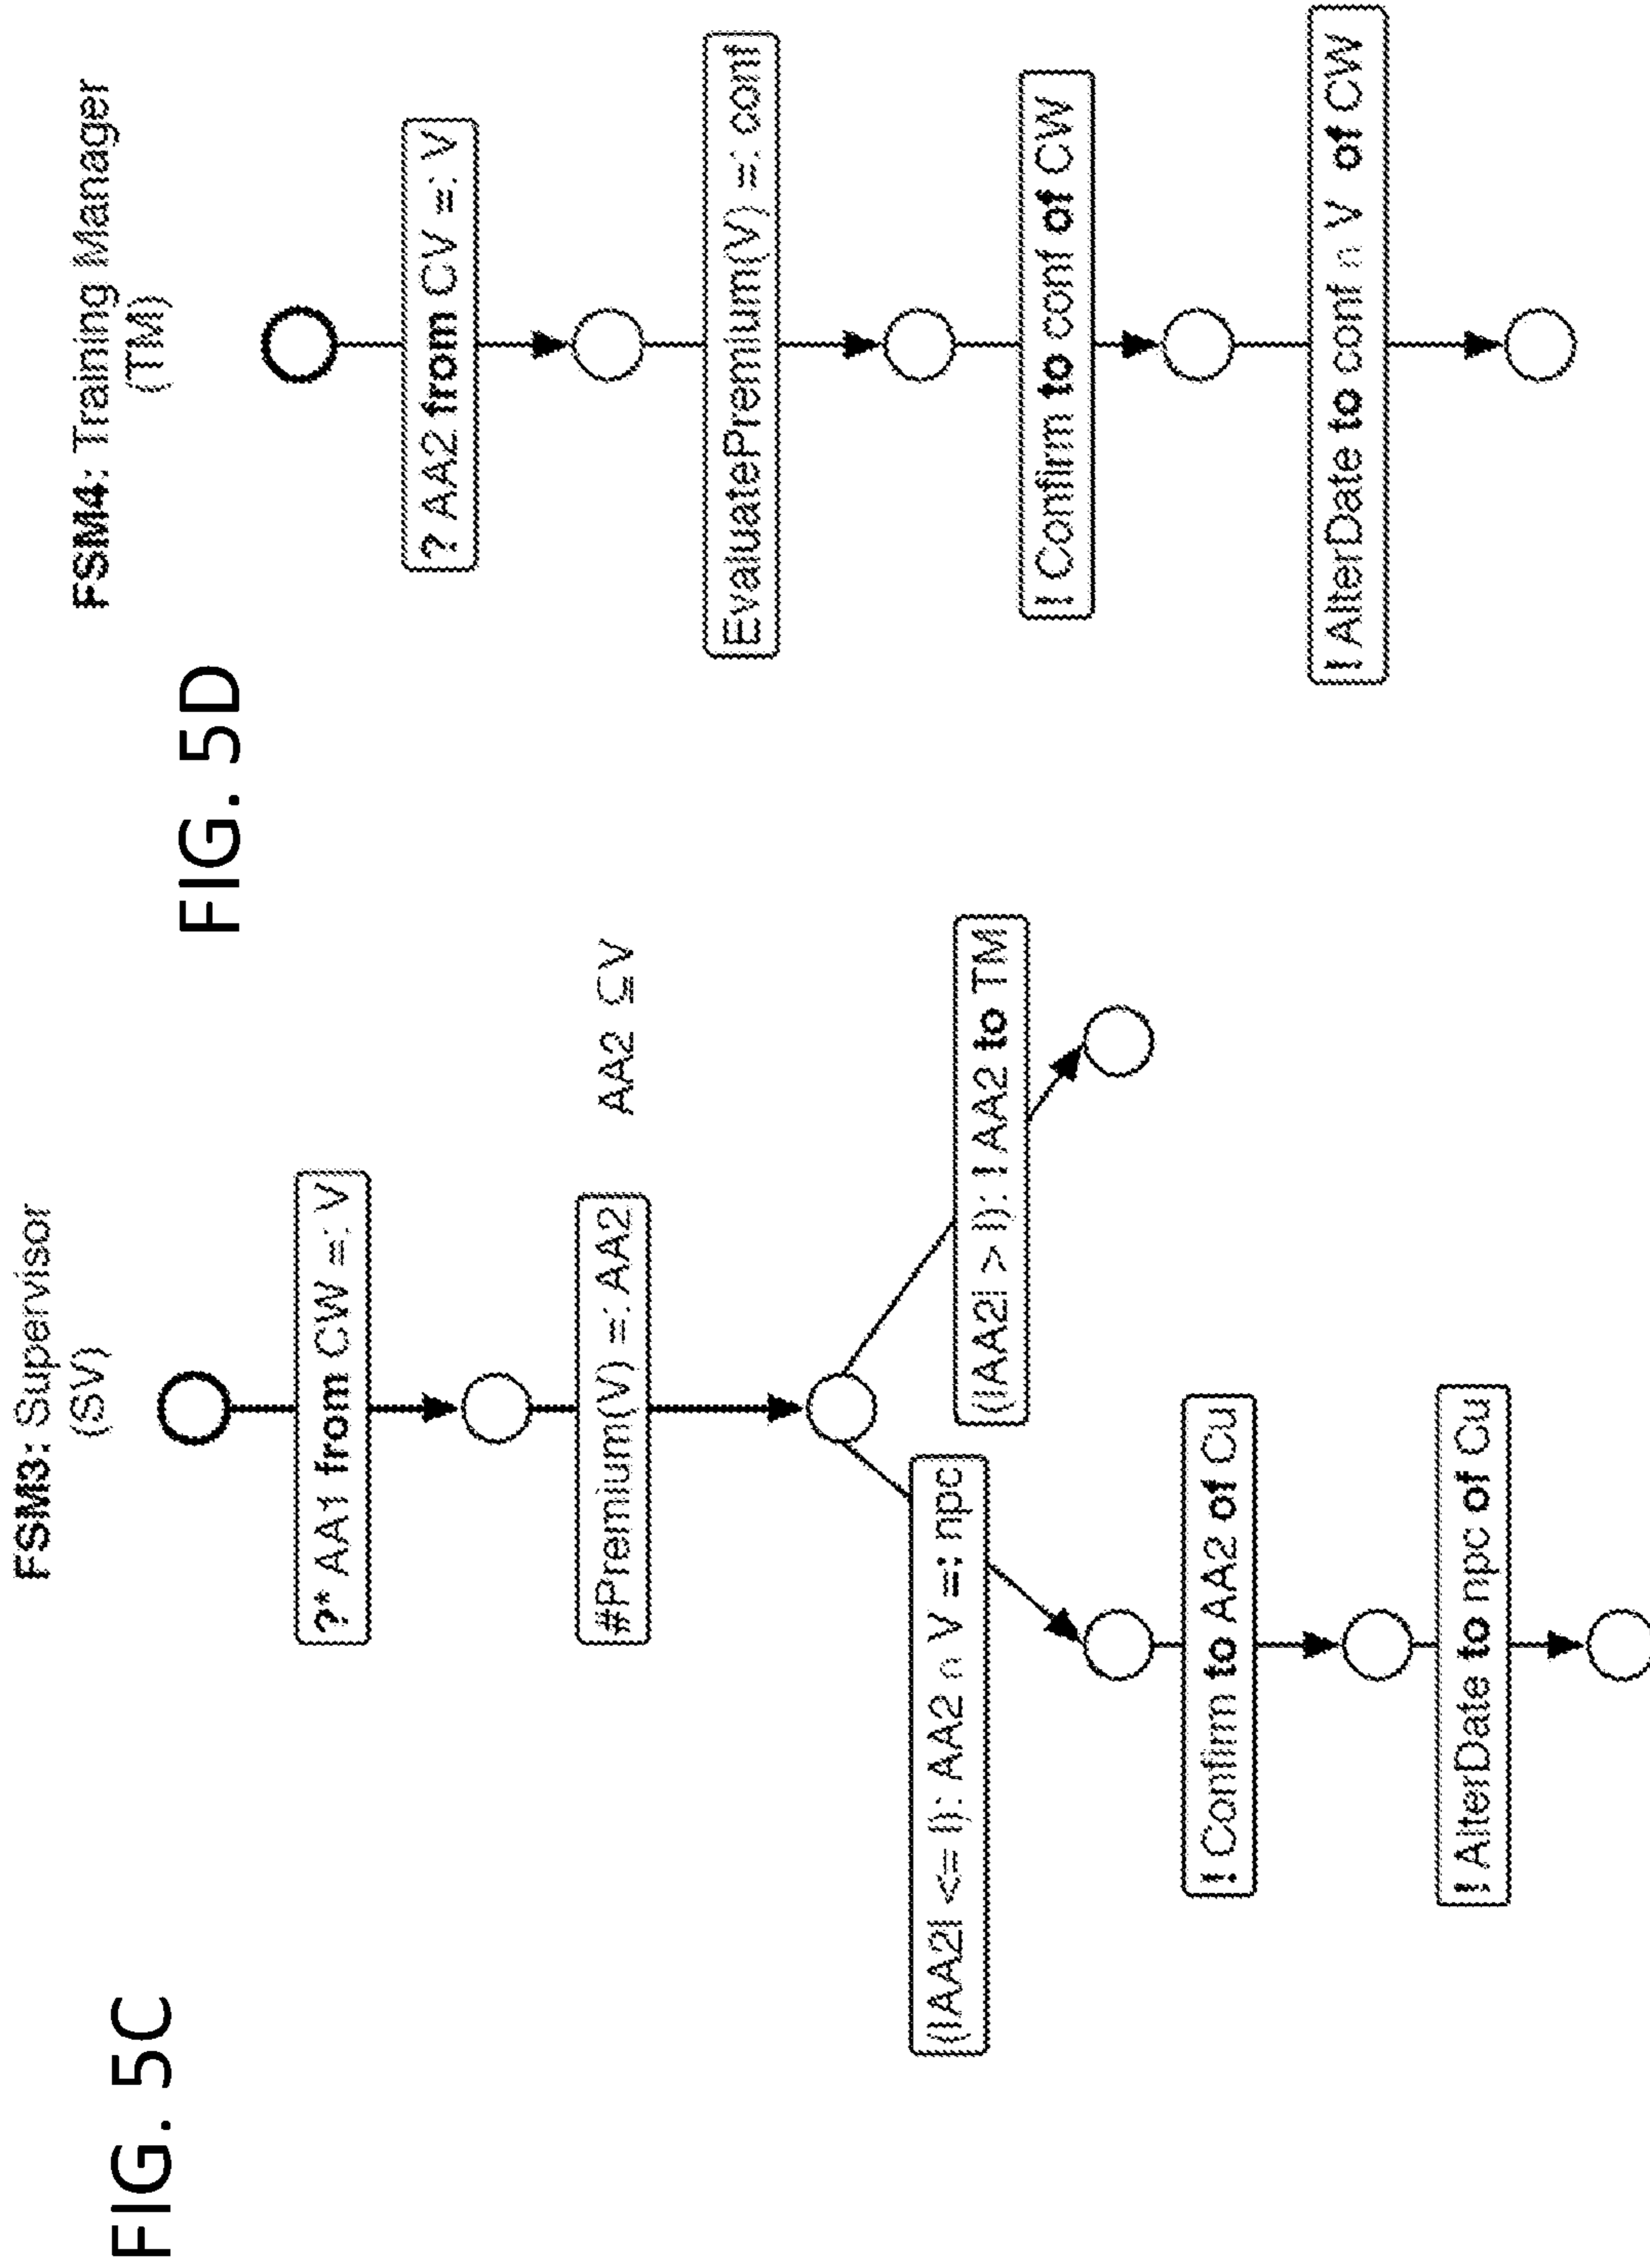 FIG. 5C
FSM3: Supervisor
(SV)
?* AA1 from CW =: V
#Premium(V) =: AA2
AA2 ⊆V
(|AA2| <= l): AA2 ∩ V =: npc
(|AA2| > l): ! AA2 to TM
! Confirm to AA2 of Cu
! AlterDate to npc of Cu
FIG. 5D
FSM4: Training Manager
(TM)
? AA2 from CV =: V
EvaluatePremium(V) =: conf
! Confirm to conf of CW
! AlterDate to conf ∩ V of CW